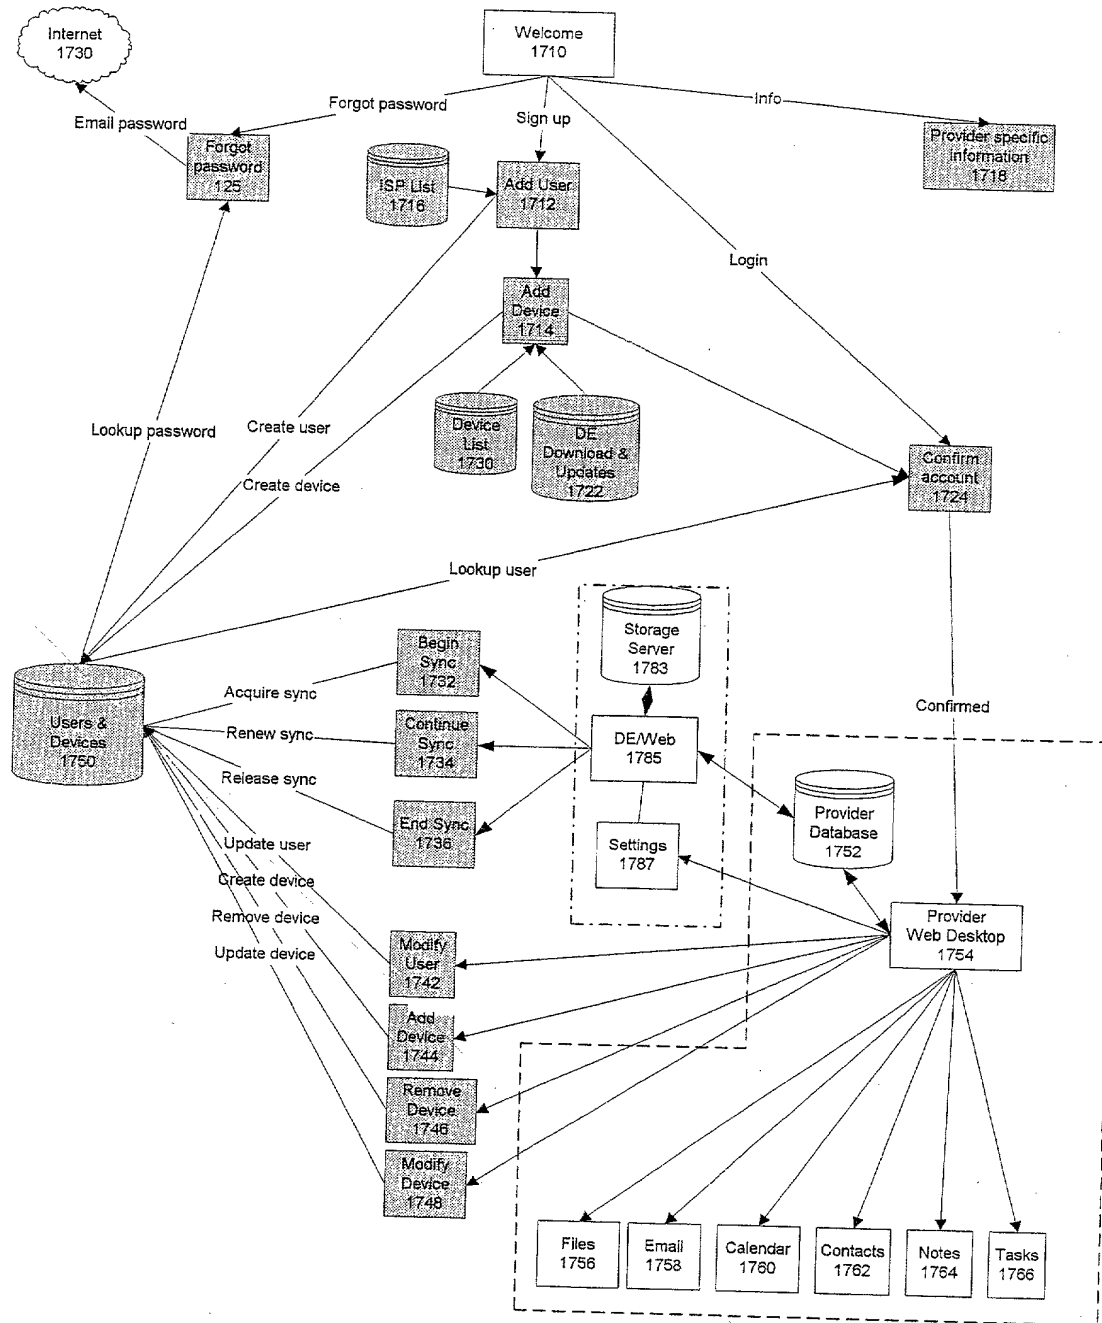 Internet
1730
Welcome
1710
Forgot password
Sign up
Info
Email password
Forgot
password
125
ISP List
1716
Add User
1712
Provider specific
information
1718
Login
Add
Device
1714
Lookup password
Create user
Create device
Device
List
1730
DE
Download &
Updates
1722
Confirm
account
1724
Lookup user
Storage
Server
1783
Begin
Sync
1732
Acquire sync
Users &
Devices
1750
Renew sync
Continue
Sync
1734
DE/Web
1785
Confirmed
Release sync
End Sync
1736
Settings
1787
Provider
Database
1752
Update user
Create device
Remove device
Update device
Modify
User
1742
Provider
Web Desktop
1754
Add
Device
1744
Remove
Device
1746
Modify
Device
1748
Files
1756
Email
1758
Calendar
1760
Contacts
1762
Notes
1764
Tasks
1766